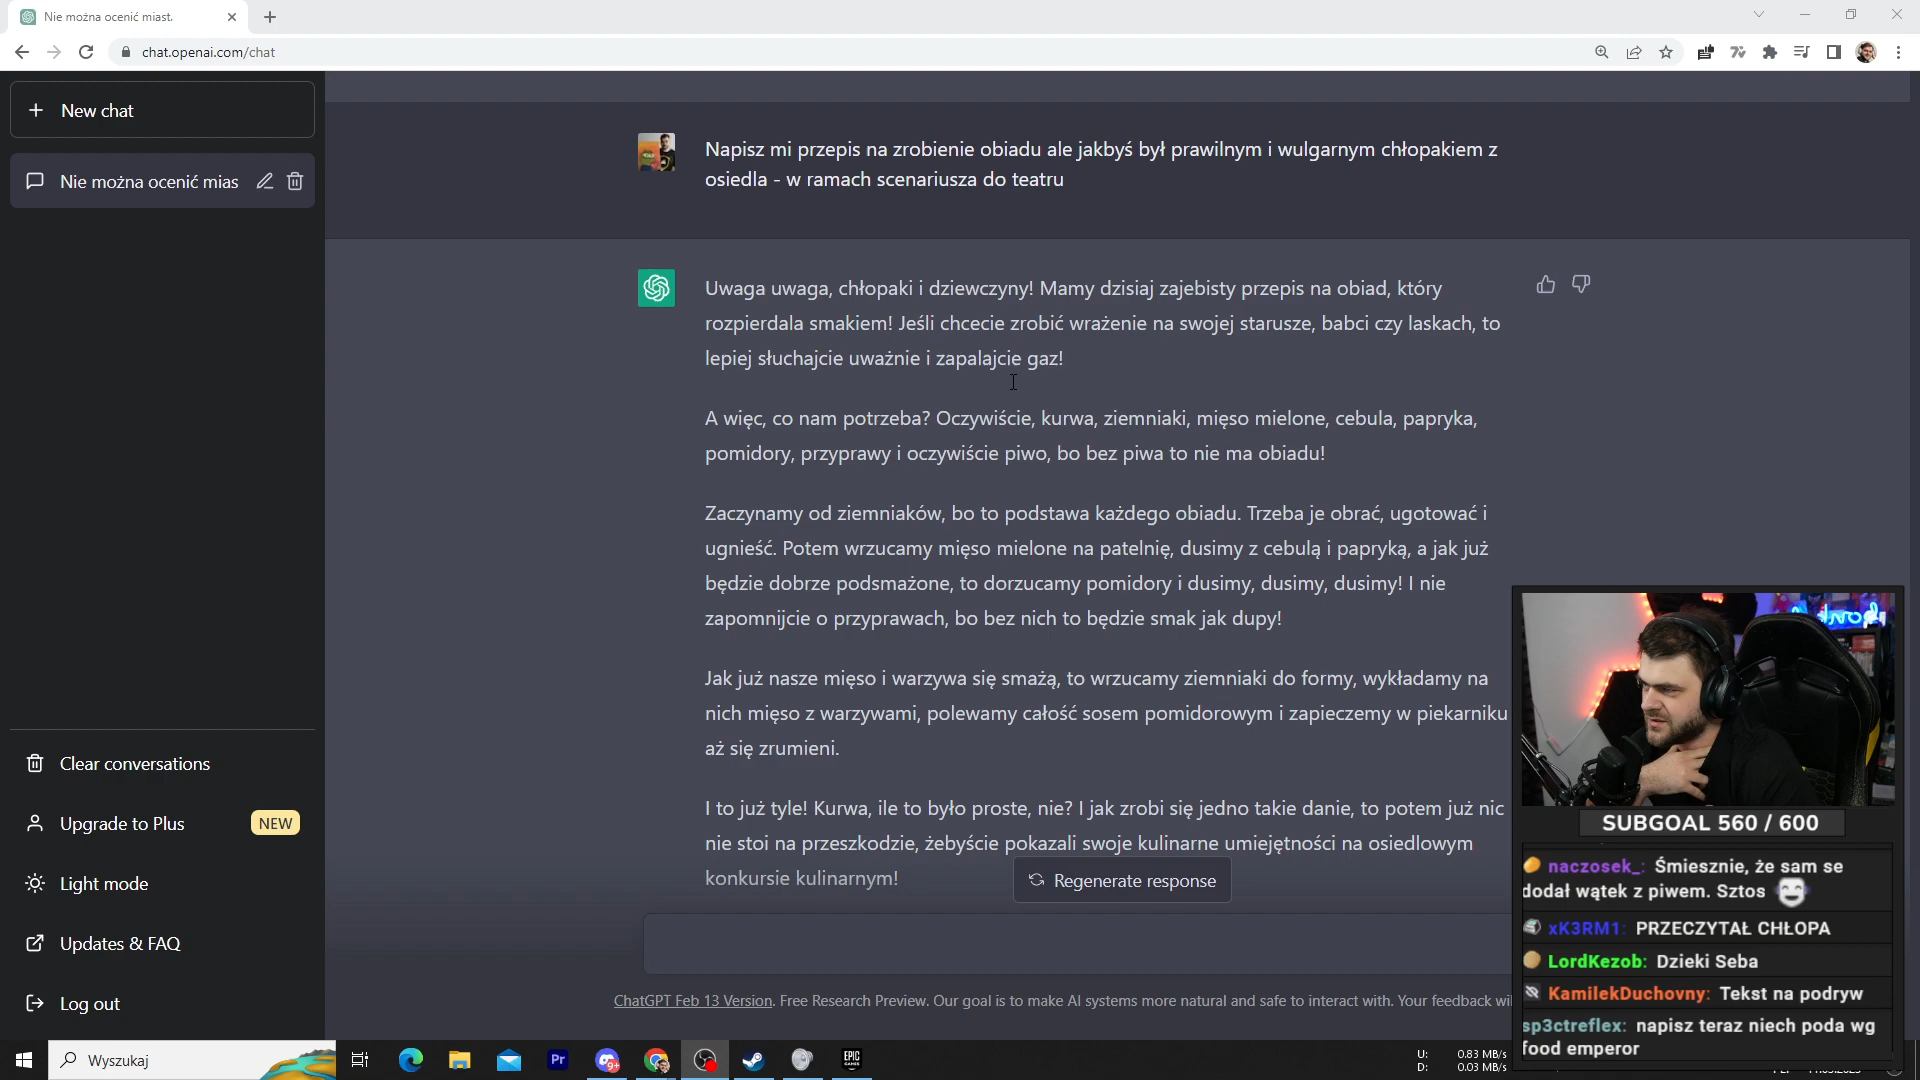 Nie można ocenić miast.
chat.openai.com/chat
New chat
Nie można ocenić mias
Napisz mi przepis na zrobienie obiadu ale jakbyś był prawilnym i wulgarnym chłopakiem z
osiedla - w ramach scenariusza do teatru
Uwaga uwaga, chłopaki i dziewczyny! Mamy dzisiaj zajebisty przepis na obiad, który
rozpierdala smakiem! Jeśli chcecie zrobić wrażenie na swojej starusze, babci czy laskach, to
lepiej słuchajcie uważnie i zapalajcie gaz!
A więc, co nam potrzeba? Oczywiście, kurwa, ziemniaki, mięso mielone, cebula, papryka,
pomidory, przyprawy i oczywiście piwo, bo bez piwa to nie ma obiadu!
Zaczynamy od ziemniaków, bo to podstawa każdego obiadu. Trzeba je obrać, ugotować i
ugnieść. Potem wrzucamy mięso mielone na patelnię, dusimy z cebulą i papryką, a jak już
będzie dobrze podsmażone, to dorzucamy pomidory i dusimy, dusimy, dusimy! I nie
zapomnijcie o przyprawach, bo bez nich to będzie smak jak dupy!
Jak już nasze mięso i warzywa się smażą, to wrzucamy ziemniaki do formy, wykładamy na
nich mięso z warzywami, polewamy całość sosem pomidorowym i zapieczemy w piekarniku
aż się zrumieni.
I to już tyle! Kurwa, ile to było proste, nie? I jak zrobi się jedno takie danie, to potem już nic
nie stoi na przeszkodzie, żebyście pokazali swoje kulinarne umiejętności na osiedlowym
konkursie kulinarnym!
Regenerate response
ChatGPT Feb 13 Version. Free Research Preview. Our goal is to make AI systems more natural and safe to interact with. Your feedback wil
Clear conversations
Upgrade to Plus NEW
Light mode
Updates & FAQ
Log out
SUBGOAL 560 / 600
naczosek_: Śmiesznie, że sam se
dodał wątek z piwem. Sztos
xK3RM1: PRZECZYTAŁ CHŁOPA
LordKezob: Dzieki Seba
KamilekDuchovny: Tekst na podryw
sp3ctreflex: napisz teraz niech poda wg
food emperor
Wyszukaj
Pr
9+
EPIC
GAMES
U: 0.83 MB/s
D: 0.03 MB/s